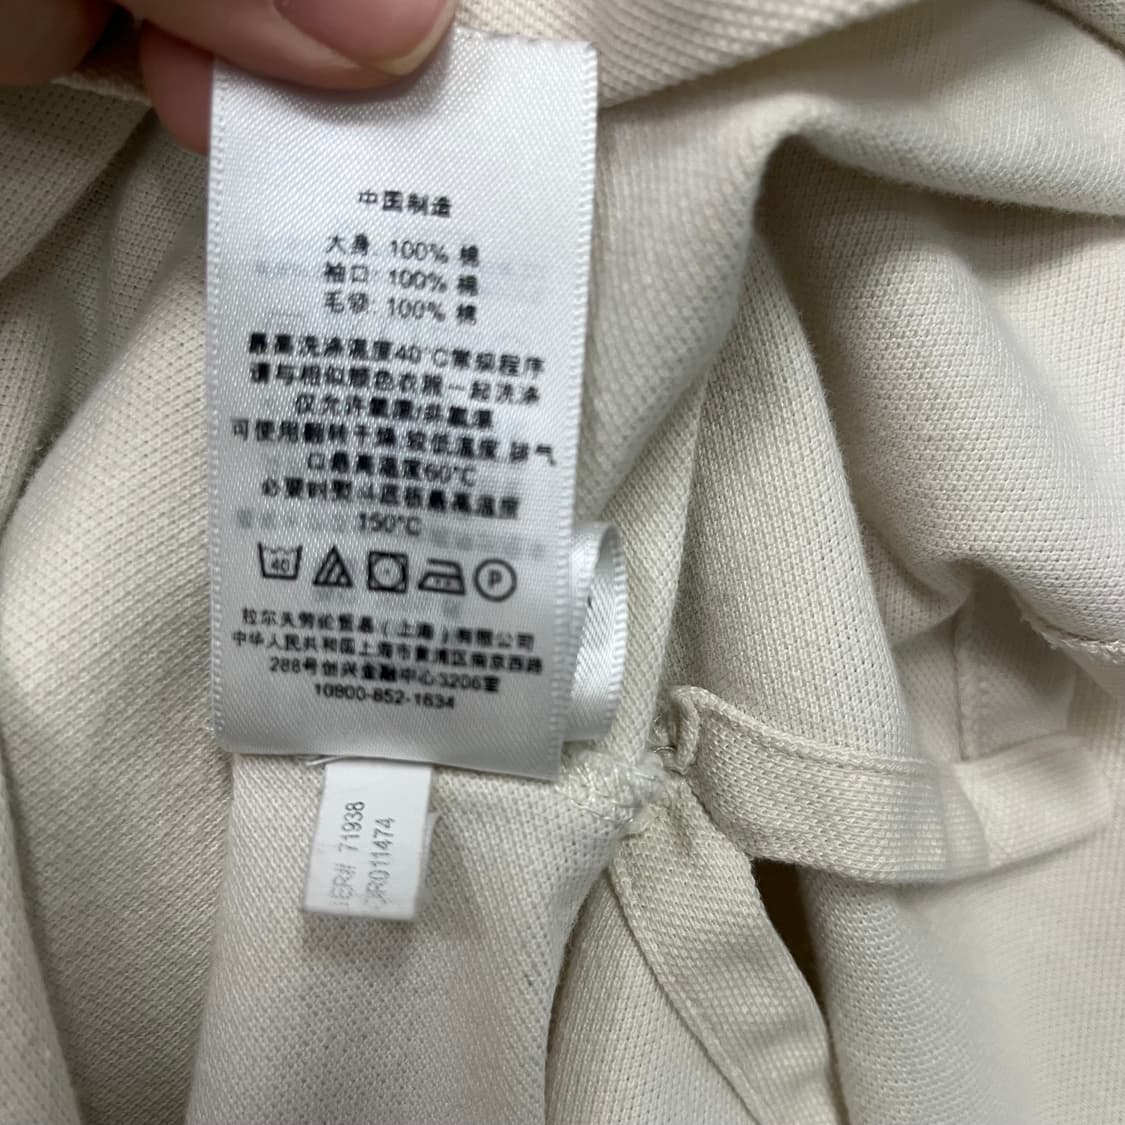 中国制造
大身 100% 棉
袖口 100% 棉
毛领 100% 棉
最高洗涤温度40°C常规程序
请与相似颜色衣服一起洗涤
仅允许氧漂/非氯漂
可使用翻转干燥 较低温度 排气
口最高温度60°C
必要时熨斗底板最高温度
150°C
40
P
拉尔夫劳伦贸易(上海)有限公司
中华人民共和国上海市黄浦区南京西路
288号创兴金融中心3206室
10800-852-1634
71938
011474